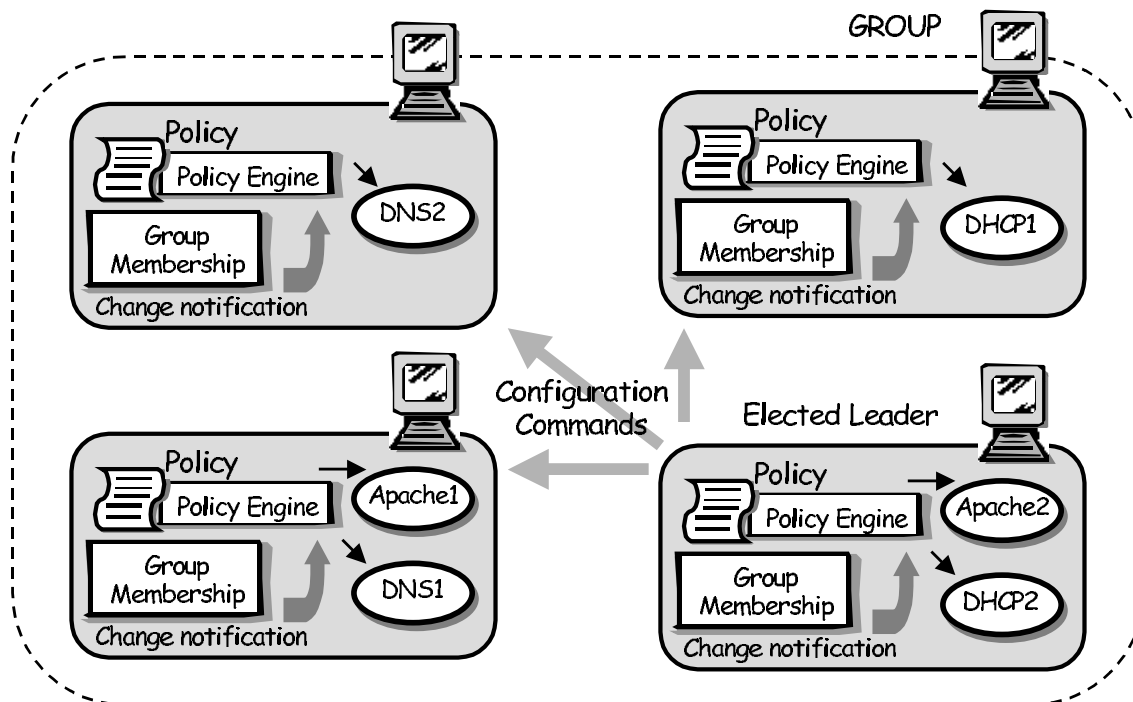 GROUP
Policy
Policy Engine
DNS2
Group
Membership
Change notification
Policy
Policy Engine
DHCP1
Group
Membership
Change notification
Configuration
Commands
Elected Leader
Policy
Policy Engine
Apache1
Group
Membership
DNS1
Change notification
Policy
Policy Engine
Apache2
Group
Membership
DHCP2
Change notification